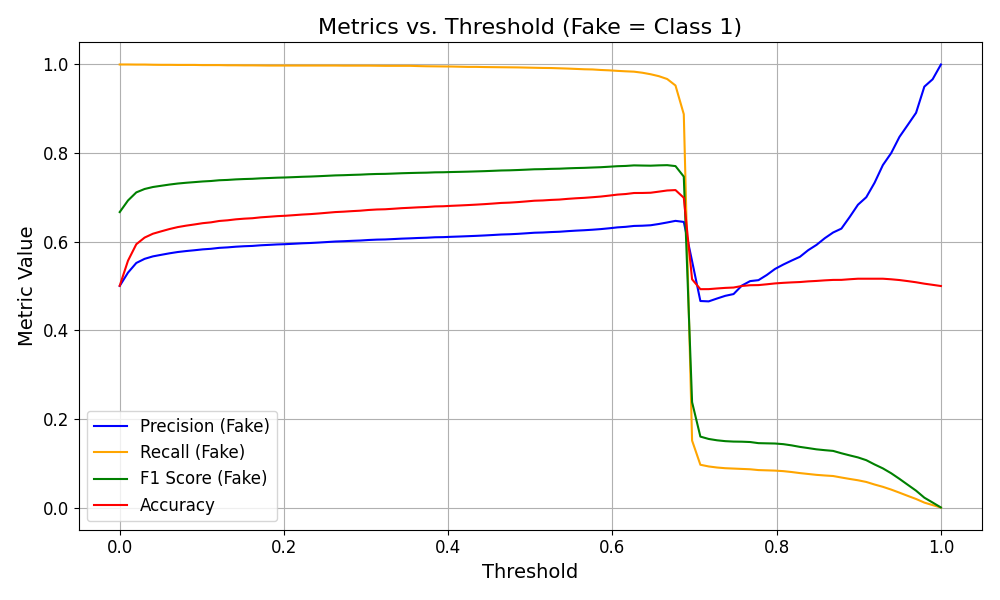 Metrics vs. Threshold (Fake = Class 1)
1.0
0.8
0.6
0.4
0.2
0.0
Metric Value
Precision (Fake)
Recall (Fake)
F1 Score (Fake)
Accuracy
0.0 0.2 0.4 0.6 0.8 1.0
Threshold